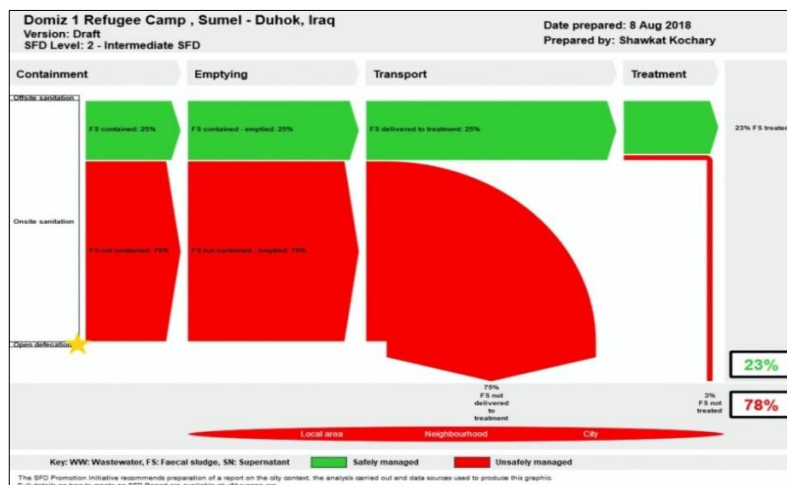 Domiz 1 Refugee Camp , Sumel - Duhok, Iraq
Version: Draft
SFD Level: 2 - Intermediate SFD
Date prepared: 8 Aug 2018
Prepared by: Shawkat Kochary
Containment
Emptying
Transport
Treatment
Offsite sanitation
FS contained: 25%
FS contained - emptied: 25%
FS delivered to treatment: 25%
23% FS treated
Onsite sanitation
FS not contained: 75%
FS not contained - emptied: 75%
Open defecation
23%
75%
FS not
delivered
to
treatment
3%
FS not
treated
78%
Local area
Neighbourhood
City
Key: WW: Wastewater, FS: Faecal sludge, SN: Supernatant
Safely managed
Unsafely managed
The SFD Promotion Initiative recommends preparation of a report on the city context, the analysis carried out and data sources used to produce this graphic.